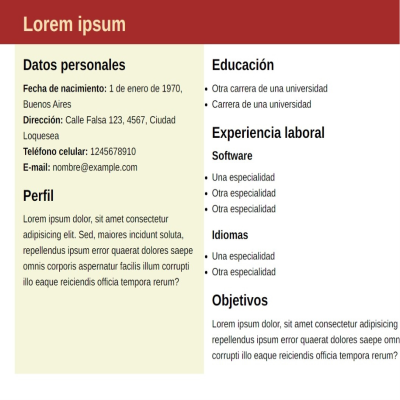 Lorem ipsum
Datos personales
Fecha de nacimiento: 1 de enero de 1970,
Buenos Aires
Dirección: Calle Falsa 123, 4567, Ciudad
Loquesea
Teléfono celular: 1245678910
E-mail: nombre@example.com
Perfil
Lorem ipsum dolor, sit amet consectetur
adipisicing elit. Sed, maiores incidunt soluta,
repellendus ipsum error quaerat dolores saepe
omnis corporis aspernatur facilis illum corrupti
illo eaque reiciendis officia tempora rerum?
Educación
• Otra carrera de una universidad
• Carrera de una universidad
Experiencia laboral
Software
• Una especialidad
• Otra especialidad
• Otra especialidad
Idiomas
• Una especialidad
• Otra especialidad
Objetivos
Lorem ipsum dolor, sit amet consectetur adipisicing
repellendus ipsum error quaerat dolores saepe omn
corporis eaque reiciendis officia tempora rerum?